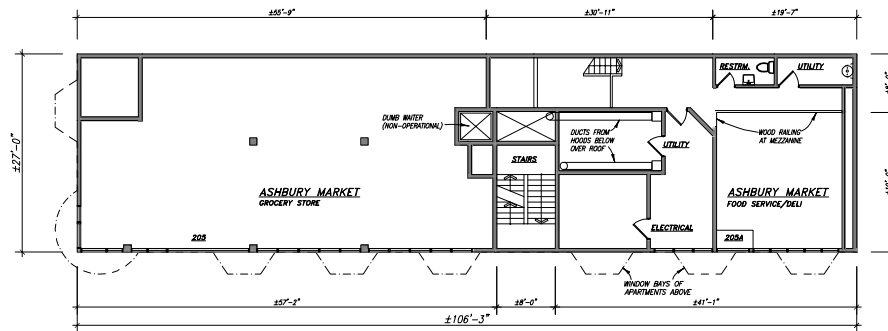 ±55'-9"
±30'-11"
±19'-7"
RESTRM.
UTILITY
±27'-0"
DUMB WAITER
(NON-OPERATIONAL)
DUCTS FROM
HOODS BELOW
OVER ROOF
WOOD RAILING
AT MEZZANINE
UTILITY
STAIRS
ASHBURY MARKET
GROCERY STORE
ASHBURY MARKET
FOOD SERVICE/DELI
ELECTRICAL
205
205A
WINDOW BAYS OF
APARTMENTS ABOVE
±57'-2"
±8'-0"
±41'-1"
±106'-3"